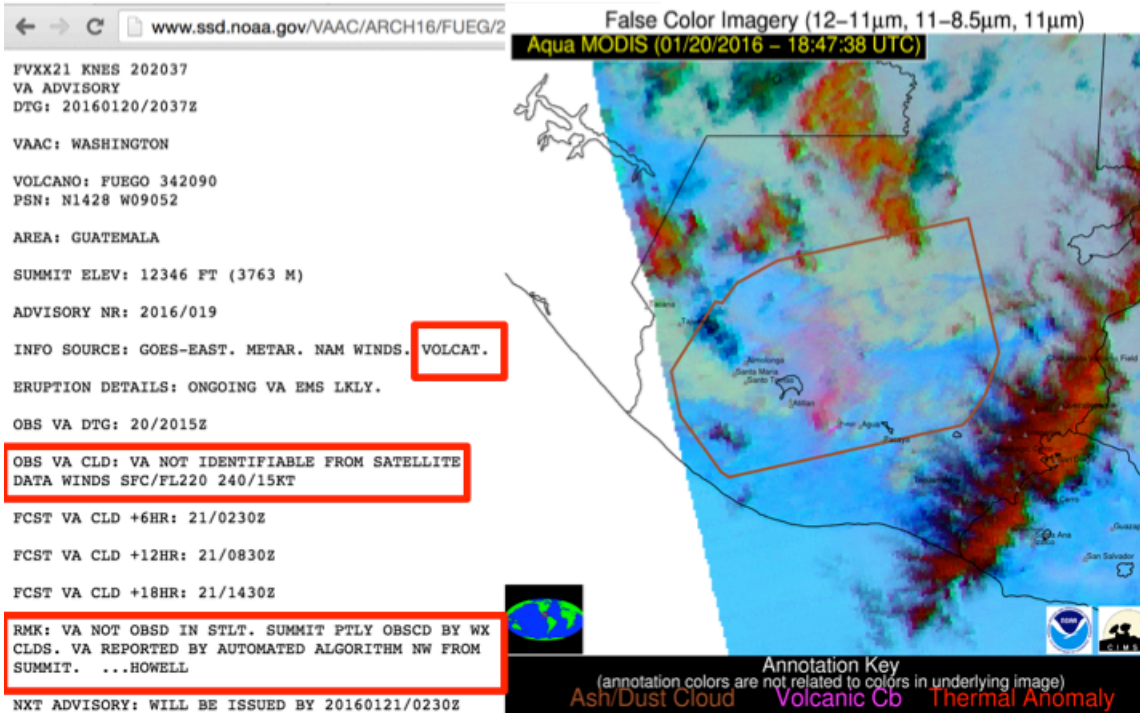 www.ssd.noaa.gov/VAAC/ARCH16/FUEG/2
FVXX21 KNES 202037
VA ADVISORY
DTG: 20160120/2037Z
VAAC: WASHINGTON
VOLCANO: FUEGO 342090
PSN: N1428 W09052
AREA: GUATEMALA
SUMMIT ELEV: 12346 FT (3763 M)
ADVISORY NR: 2016/019
INFO SOURCE: GOES-EAST. METAR. NAM WINDS. VOLCAT.
ERUPTION DETAILS: ONGOING VA EMS LKLY.
OBS VA DTG: 20/2015Z
OBS VA CLD: VA NOT IDENTIFIABLE FROM SATELLITE
DATA WINDS SFC/FL220 240/15KT
FCST VA CLD +6HR: 21/0230Z
FCST VA CLD +12HR: 21/0830Z
FCST VA CLD +18HR: 21/1430Z
RMK: VA NOT OBSD IN STLT. SUMMIT PTLY OBSCD BY WX
CLDS. VA REPORTED BY AUTOMATED ALGORITHM NW FROM
SUMMIT. ...HOWELL
NXT ADVISORY: WILL BE ISSUED BY 20160121/0230Z
False Color Imagery (12–11μm, 11–8.5μm, 11μm)
Aqua MODIS (01/20/2016 – 18:47:38 UTC)
Tacana
Almolonga
Santa Maria
Santo Tomas
Atitlan
Agua
Pacaya
Field
Ana
San Salvador
Guazap
NOAA
CIMS
Annotation Key
(annotation colors are not related to colors in underlying image)
Ash/Dust Cloud
Volcanic Cb
Thermal Anomaly